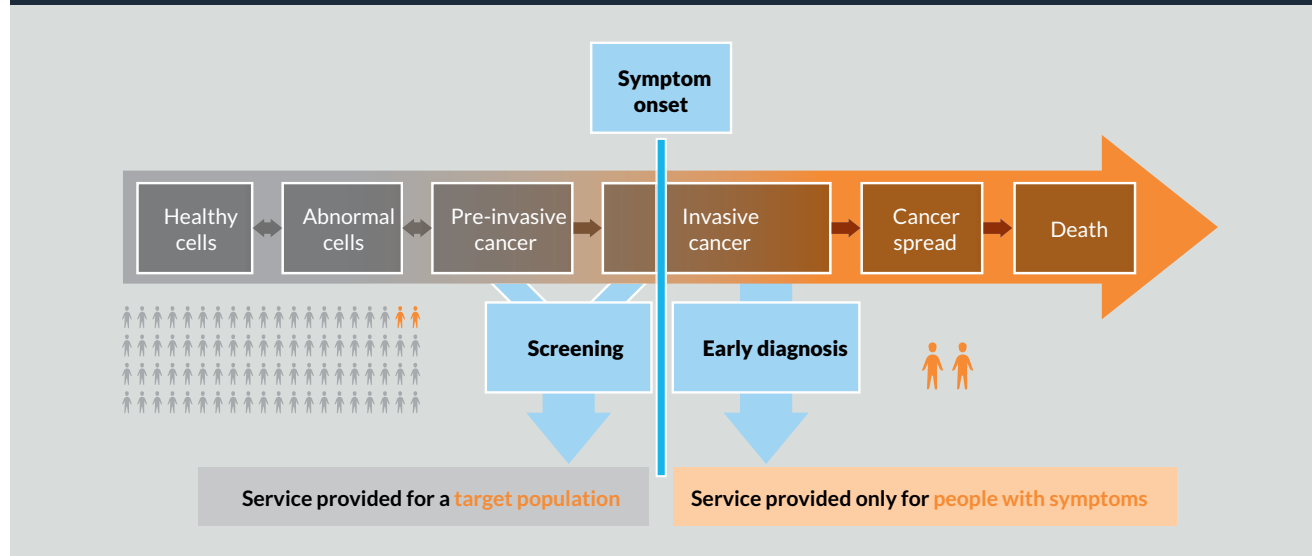 Symptom
onset
Healthy
cells
Abnormal
cells
Pre-invasive
cancer
Invasive
cancer
Cancer
spread
Death
Screening
Early diagnosis
Service provided for a target population
Service provided only for people with symptoms